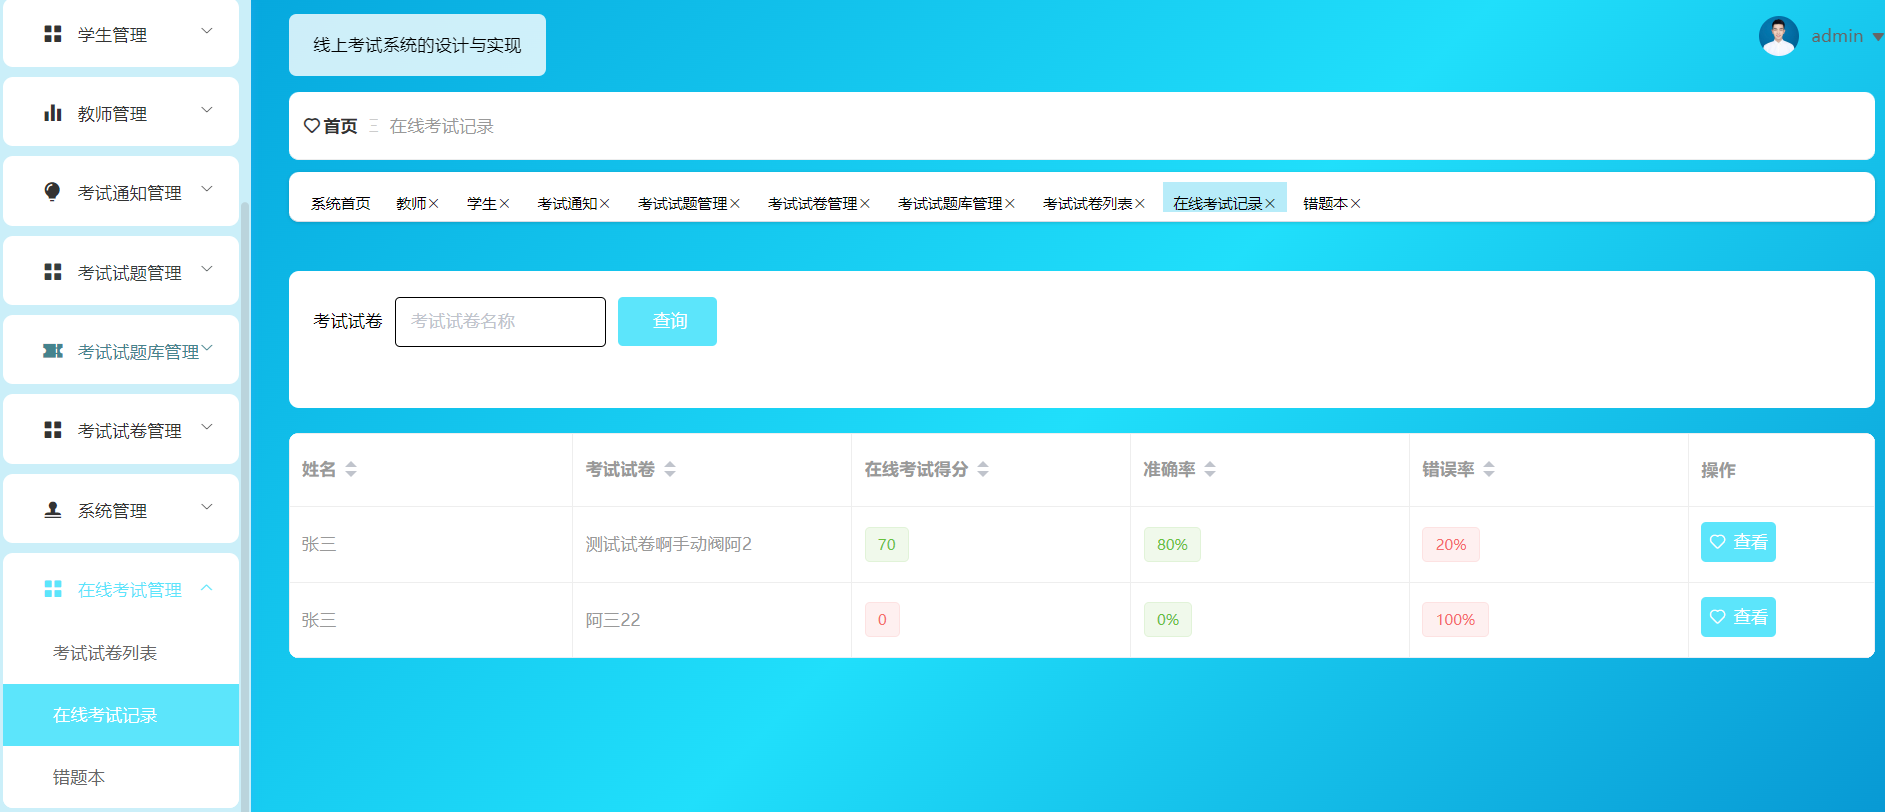 学生管理
教师管理
考试通知管理
考试试题管理
考试试题库管理
考试试卷管理
系统管理
在线考试管理
考试试卷列表
在线考试记录
错题本
线上考试系统的设计与实现
admin
首页 在线考试记录
系统首页 教师 学生 考试通知 考试试题管理 考试试卷管理 考试试题库管理 考试试卷列表 在线考试记录 错题本
考试试卷 考试试卷名称 查询
姓名 考试试卷 在线考试得分 准确率 错误率 操作
张三 测试试卷啊手动阀阿2 70 80% 20% 查看
张三 阿三22 0 0% 100% 查看